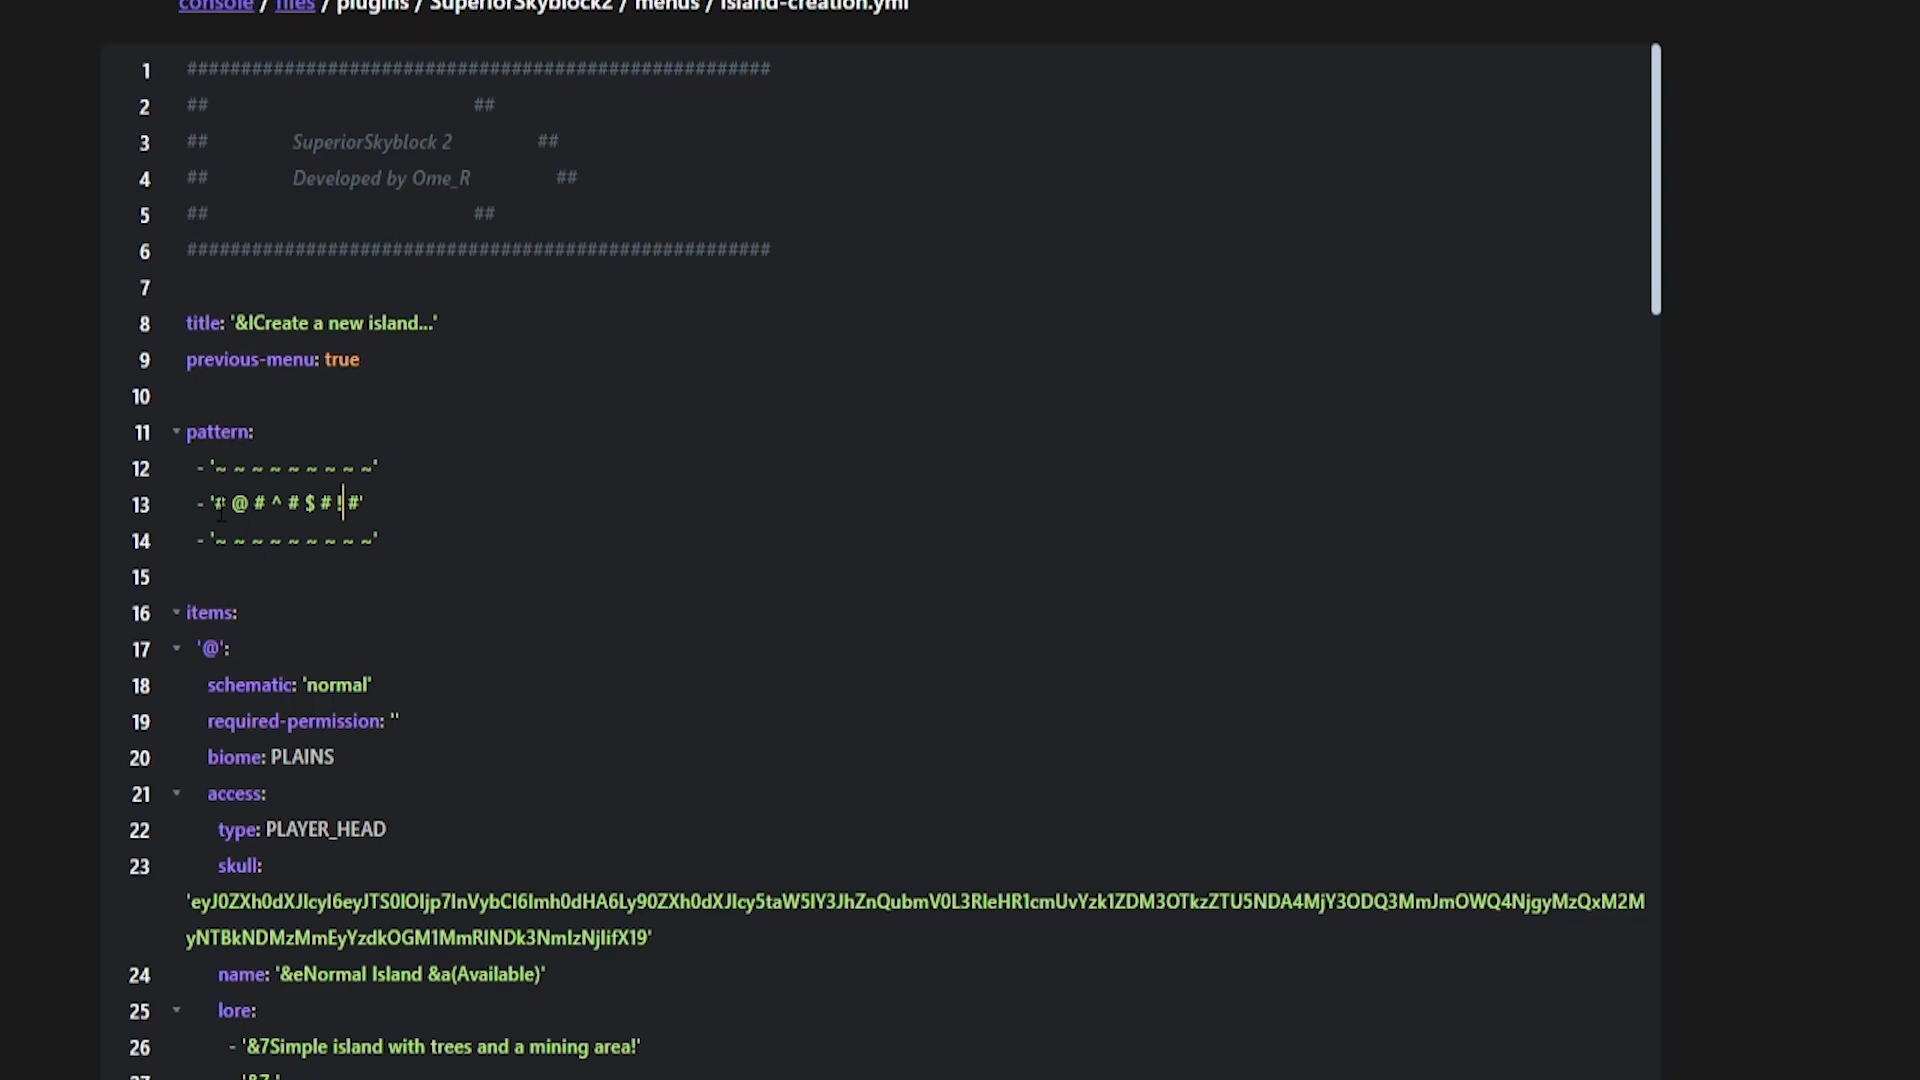 console / files / plugins / SuperiorSkyblock2 / menus / island-creation.yml
1 ######################################################
2 ## ##
3 ## SuperiorSkyblock 2 ##
4 ## Developed by Ome_R ##
5 ## ##
6 ######################################################
7
8 title: '&lCreate a new island...'
9 previous-menu: true
10
11 pattern:
12 - '~ ~ ~ ~ ~ ~ ~ ~ ~'
13 - '# @ # ^ # $ # ! #'
14 - '~ ~ ~ ~ ~ ~ ~ ~ ~'
15
16 items:
17 '@':
18 schematic: 'normal'
19 required-permission: ''
20 biome: PLAINS
21 access:
22 type: PLAYER_HEAD
23 skull:
24 name: '&eNormal Island &a(Available)'
25 lore:
26 - '&7Simple island with trees and a mining area!'
27 '&7 '